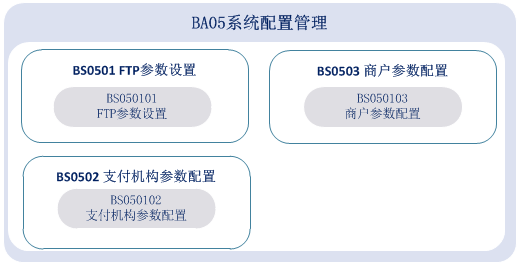 BA05系统配置管理
BS0501 FTP参数设置
BS050101
FTP参数设置
BS0503 商户参数配置
BS050103
商户参数配置
BS0502 支付机构参数配置
BS050102
支付机构参数配置